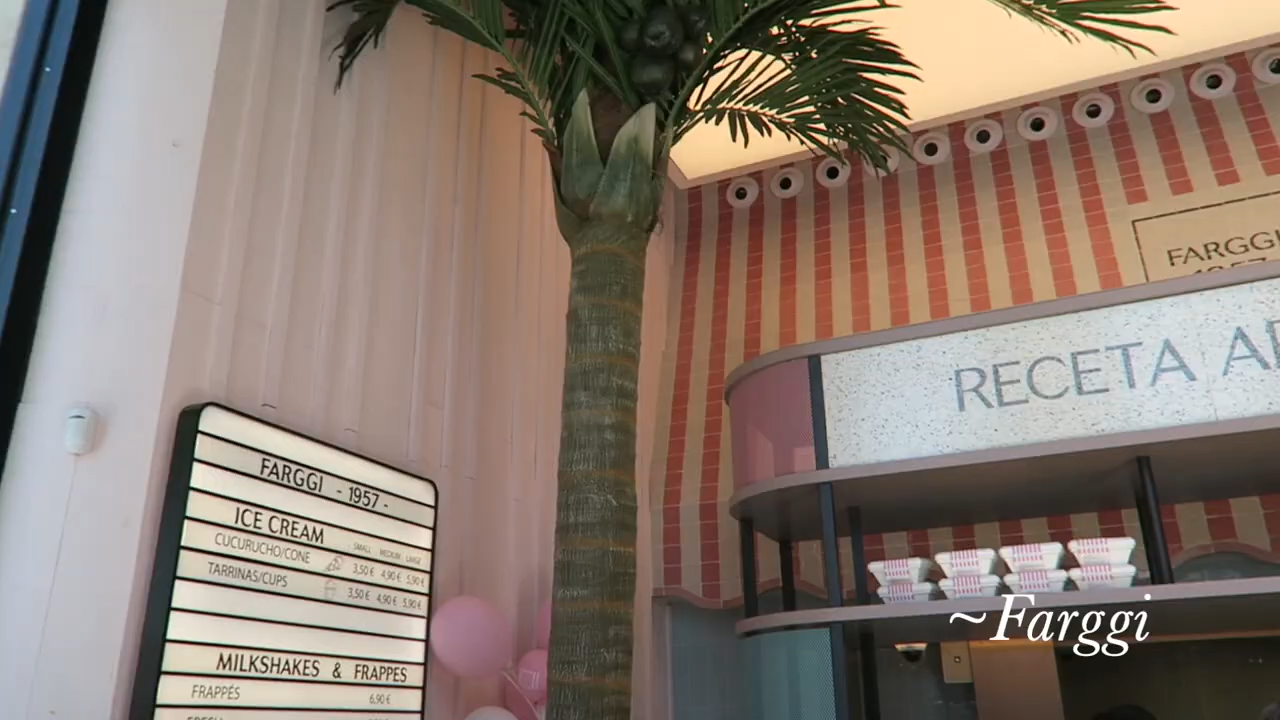 FARGGI - 1957 -
ICE CREAM
SMALL MEDIUM LARGE
CUCURUCHO/CONE 3,50 € 4,90 € 5,90 €
TARRINAS/CUPS 3,50 € 4,90 € 5,90 €
MILKSHAKES & FRAPPES
FRAPPÉS 6,90 €
FARGGI
RECETA
~Farggi